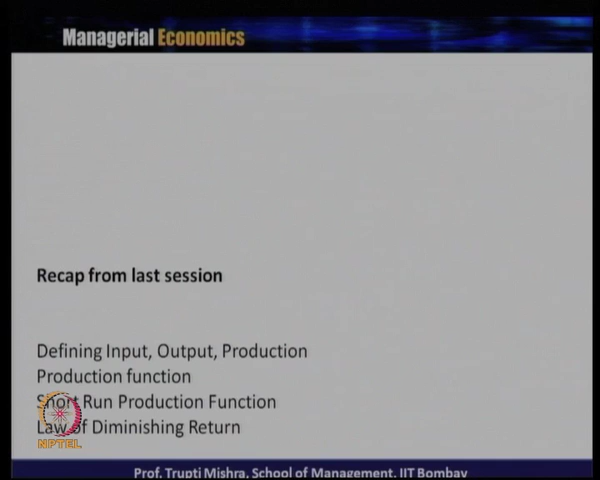 Managerial Economics
Recap from last session
Defining Input, Output, Production
Production function
Short Run Production Function
Law of Diminishing Return
NPTEL
Prof. Trupti Mishra, School of Management, IIT Bombay